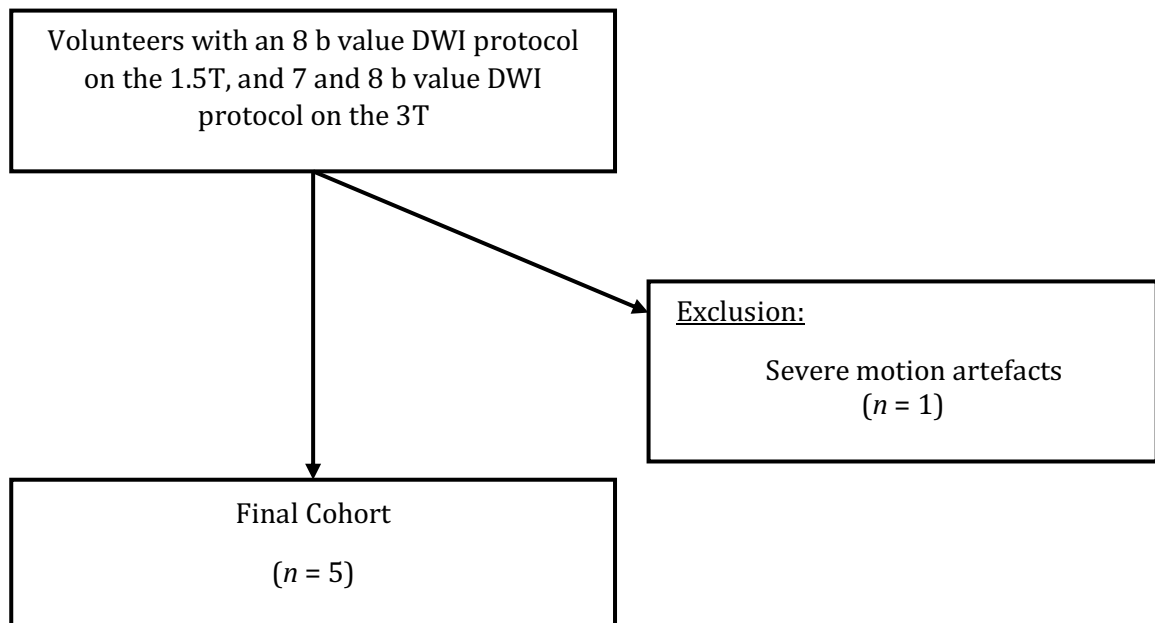 Volunteers with an 8 b value DWI protocol
on the 1.5T, and 7 and 8 b value DWI
protocol on the 3T
Exclusion:
Severe motion artefacts
(n = 1)
Final Cohort
(n = 5)